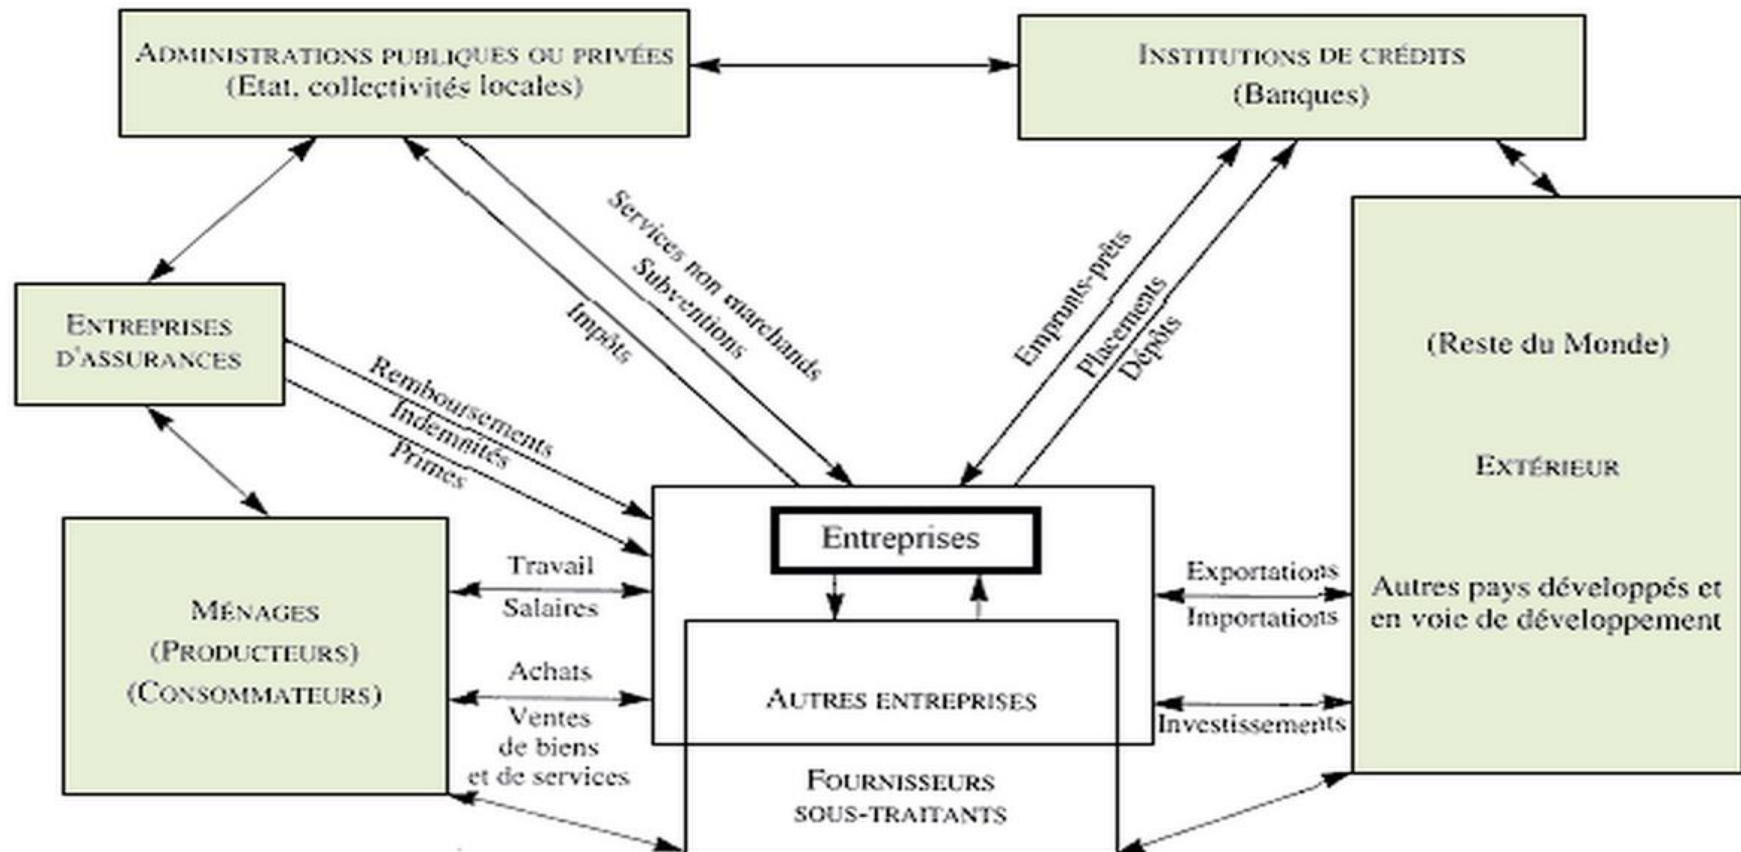 ADMINISTRATIONS PUBLIQUES OU PRIVÉES
(Etat, collectivités locales)
INSTITUTIONS DE CRÉDITS
(Banques)
Services non marchands
Subventions
Impôts
Emprunts-prêts
Placements
Dépôts
ENTREPRISES
D'ASSURANCES
Remboursements
Indemnités
Primes
(Reste du Monde)
EXTÉRIEUR
Autres pays développés et
en voie de développement
Entreprises
Travail
Salaires
Exportations
Importations
MÉNAGES
(PRODUCTEURS)
(CONSOMMATEURS)
Achats
Ventes
de biens
et de services
AUTRES ENTREPRISES
Investissements
FOURNISSEURS
SOUS-TRAITANTS